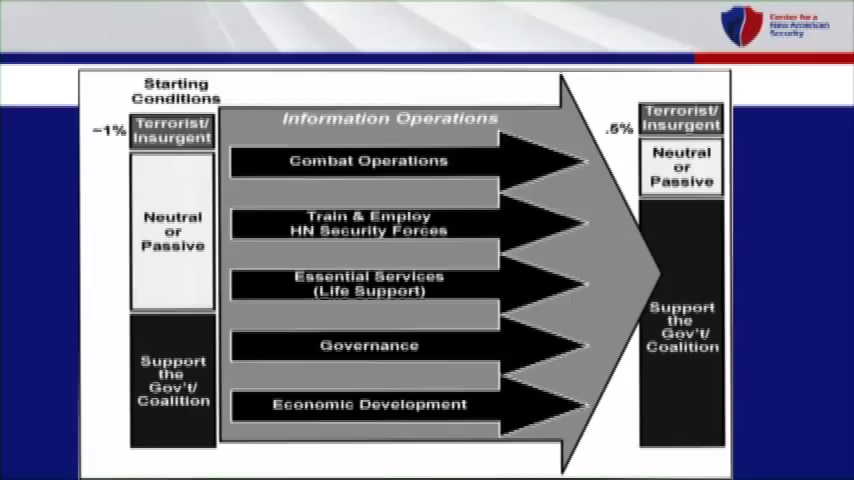 Center for a
New American
Security
Starting
Conditions
~1%
Terrorist/
Insurgent
Neutral
or
Passive
Support
the
Gov't/
Coalition
Information Operations
Combat Operations
Train & Employ
HN Security Forces
Essential Services
(Life Support)
Governance
Economic Development
.5%
Terrorist/
Insurgent
Neutral
or
Passive
Support
the
Gov't/
Coalition